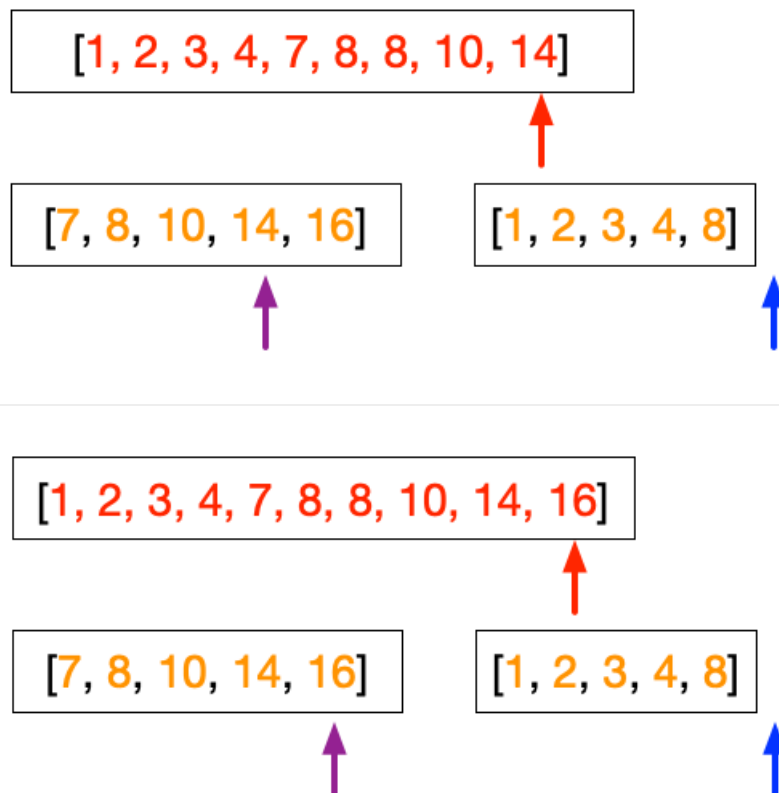 [1, 2, 3, 4, 7, 8, 8, 10, 14]
[7, 8, 10, 14, 16] [1, 2, 3, 4, 8]
[1, 2, 3, 4, 7, 8, 8, 10, 14, 16]
[7, 8, 10, 14, 16] [1, 2, 3, 4, 8]